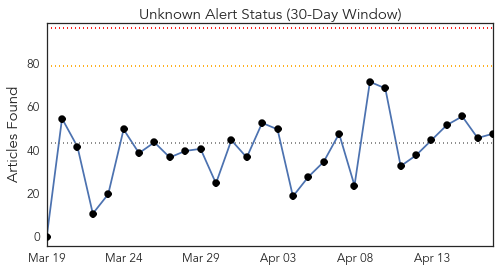 Unknown Alert Status (30-Day Window)
Articles Found
80
60
40
20
0
Mar 19 Mar 24 Mar 29 Apr 03 Apr 08 Apr 13